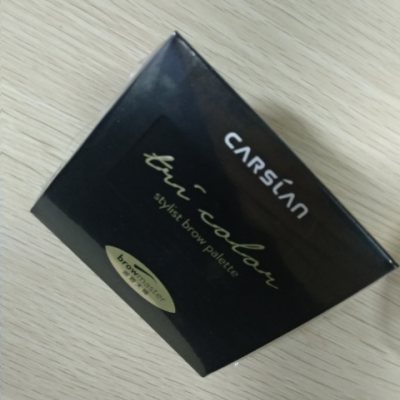 CARSLAN
tri color
stylist brow palette
browmaster